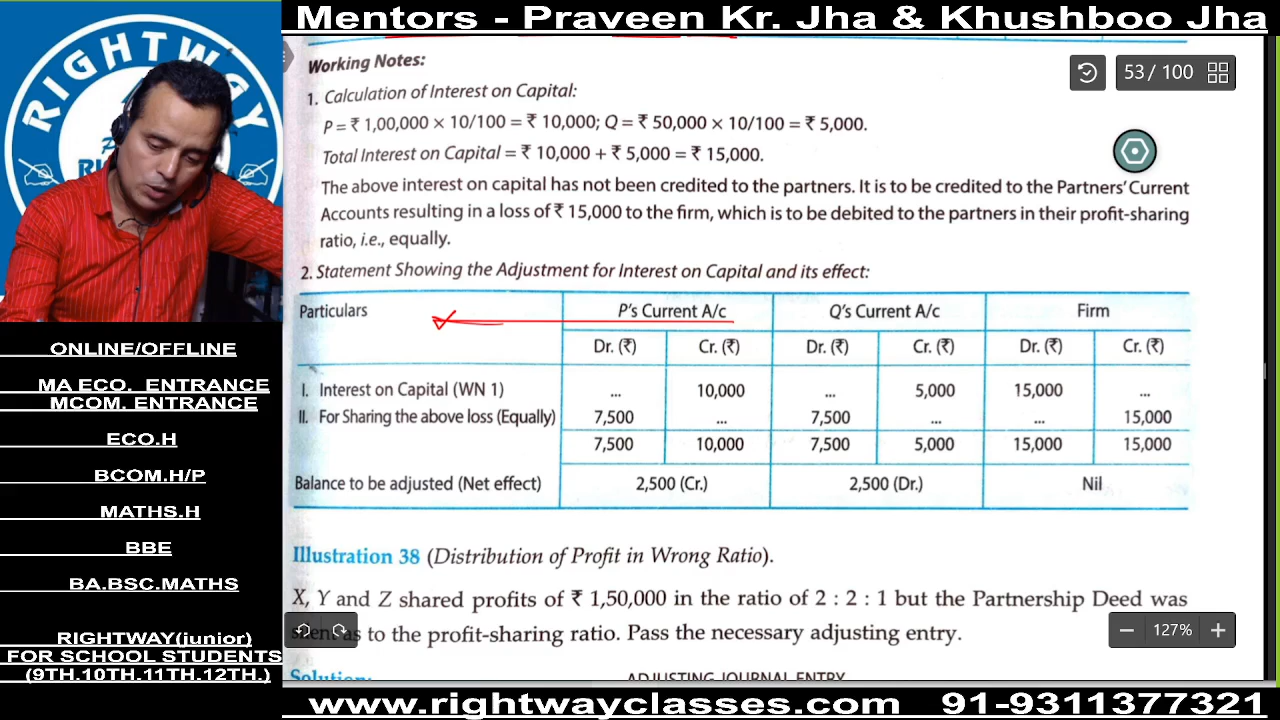 Mentors - Praveen Kr. Jha & Khushboo Jha
RIGHTWAY
ONLINE/OFFLINE
MA ECO. ENTRANCE
MCOM. ENTRANCE
ECO.H
BCOM.H/P
MATHS.H
BBE
BA.BSC.MATHS
RIGHTWAY(junior)
FOR SCHOOL STUDENTS
(9TH.10TH.11TH.12TH.)
53 / 100
Working Notes:
1. Calculation of Interest on Capital:
P = ₹ 1,00,000 × 10/100 = ₹ 10,000; Q = ₹ 50,000 × 10/100 = ₹ 5,000.
Total Interest on Capital = ₹ 10,000 + ₹ 5,000 = ₹ 15,000.
The above interest on capital has not been credited to the partners. It is to be credited to the Partners' Current
Accounts resulting in a loss of ₹ 15,000 to the firm, which is to be debited to the partners in their profit-sharing
ratio, i.e., equally.
2. Statement Showing the Adjustment for Interest on Capital and its effect:
Particulars P's Current A/c Q's Current A/c Firm
Dr. (₹) Cr. (₹) Dr. (₹) Cr. (₹) Dr. (₹) Cr. (₹)
I. Interest on Capital (WN 1) ... 10,000 ... 5,000 15,000 ...
II. For Sharing the above loss (Equally) 7,500 ... 7,500 ... ... 15,000
7,500 10,000 7,500 5,000 15,000 15,000
Balance to be adjusted (Net effect) 2,500 (Cr.) 2,500 (Dr.) Nil
Illustration 38 (Distribution of Profit in Wrong Ratio).
X, Y and Z shared profits of ₹ 1,50,000 in the ratio of 2 : 2 : 1 but the Partnership Deed was
as to the profit-sharing ratio. Pass the necessary adjusting entry.
127%
Solution:
ADJUSTING JOURNAL ENTRY
www.rightwayclasses.com 91-9311377321